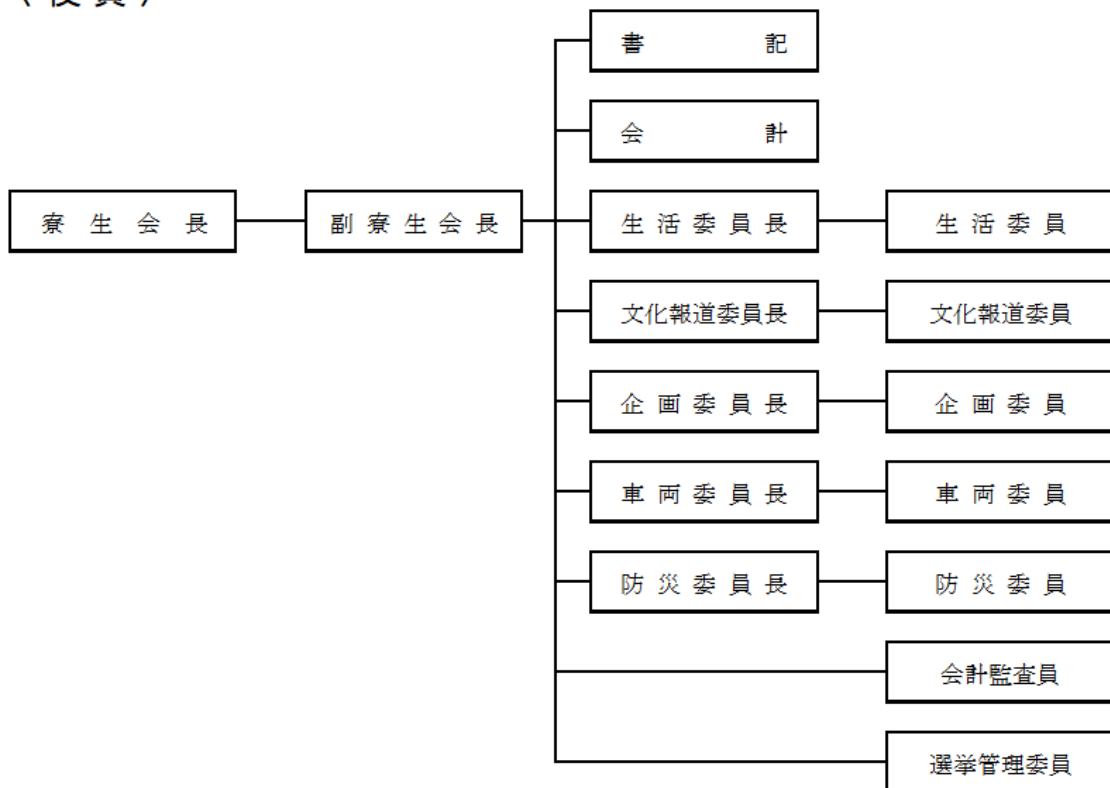 (役員)
書記
会計
寮生会長
副寮生会長
生活委員長
生活委員
文化報道委員長
文化報道委員
企画委員長
企画委員
車両委員長
車両委員
防災委員長
防災委員
会計監査員
選挙管理委員